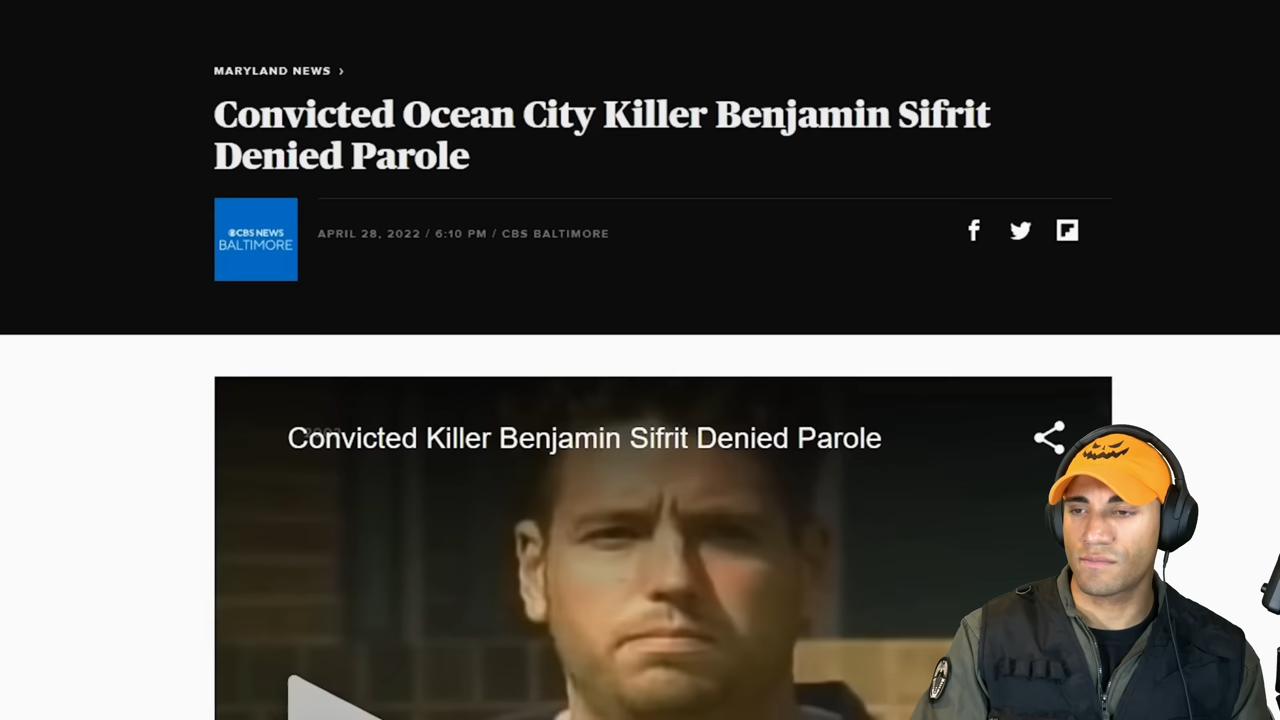 MARYLAND NEWS ›
Convicted Ocean City Killer Benjamin Sifrit
Denied Parole
CBS NEWS
BALTIMORE
APRIL 28, 2022 / 6:10 PM / CBS BALTIMORE
Convicted Killer Benjamin Sifrit Denied Parole